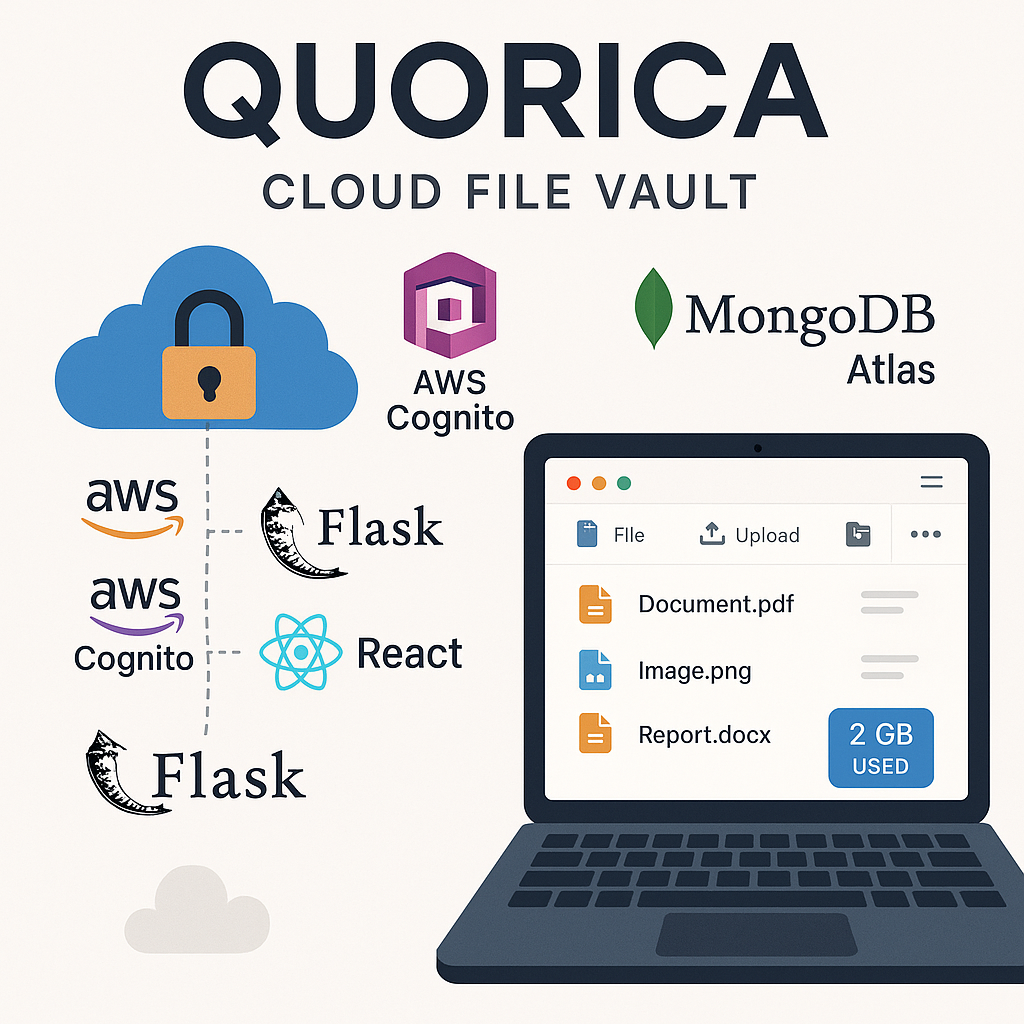 QUORICA
CLOUD FILE VAULT
AWS
Cognito
MongoDB
Atlas
aws
Flask
aws
Cognito
React
Flask
FIle
Upload
Document.pdf
Image.png
Report.docx
2 GB
USED